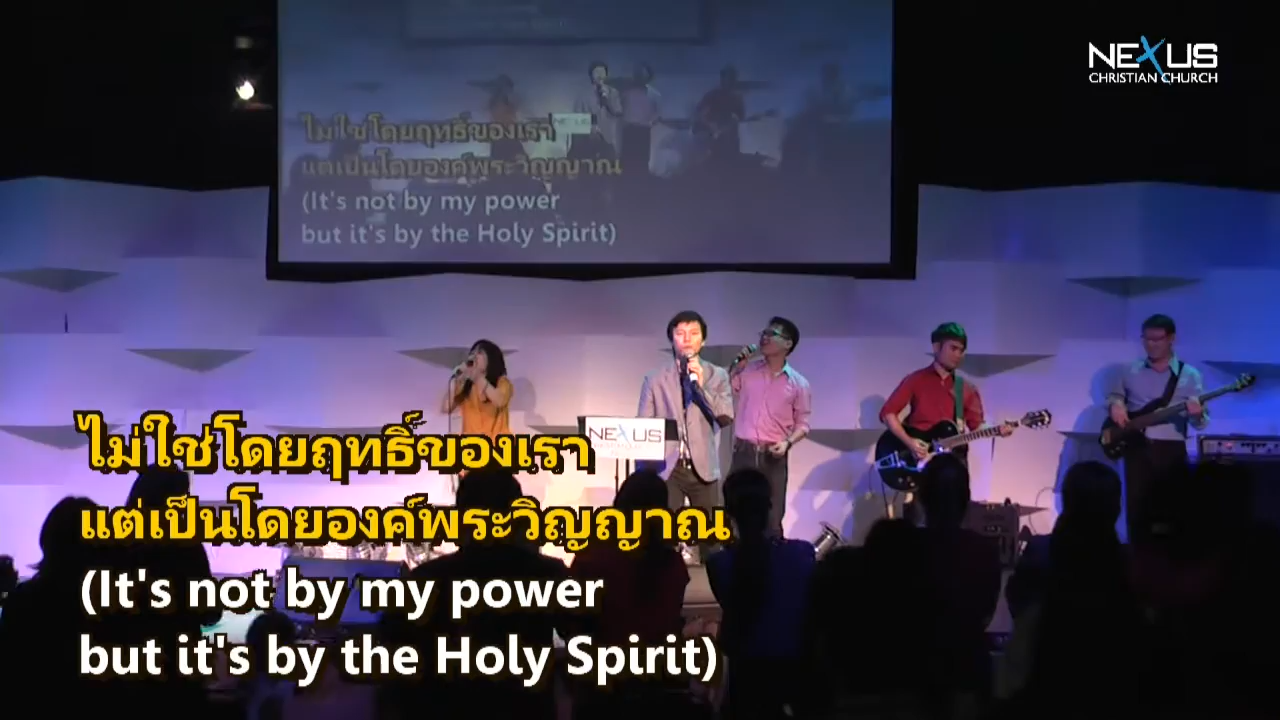 NEXUS
CHRISTIAN CHURCH
ไม่ใช่โดยฤทธิ์ของเรา
แต่เป็นโดยองค์พระวิญญาณ
(It's not by my power
but it's by the Holy Spirit)
NEXUS
ไม่ใช่โดยฤทธิ์ของเรา
แต่เป็นโดยองค์พระวิญญาณ
(It's not by my power
but it's by the Holy Spirit)